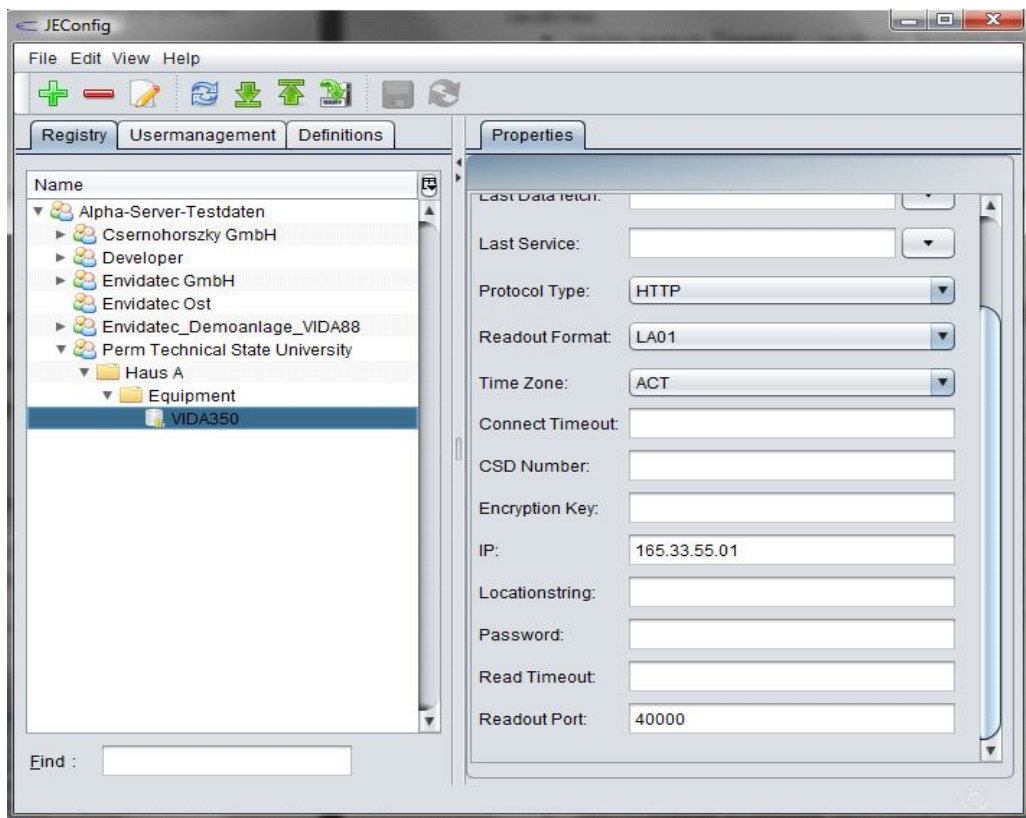 JEConfig
File Edit View Help
Registry Usermanagement Definitions
Name
Alpha-Server-Testdaten
Csernohorszky GmbH
Developer
Envidatec GmbH
Envidatec Ost
Envidatec_Demoanlage_VIDA88
Perm Technical State University
Haus A
Equipment
VIDA350
Find :
Properties
Last Data fetch:
Last Service:
Protocol Type: HTTP
Readout Format: LA01
Time Zone: ACT
Connect Timeout:
CSD Number:
Encryption Key:
IP: 165.33.55.01
Locationstring:
Password:
Read Timeout:
Readout Port: 40000